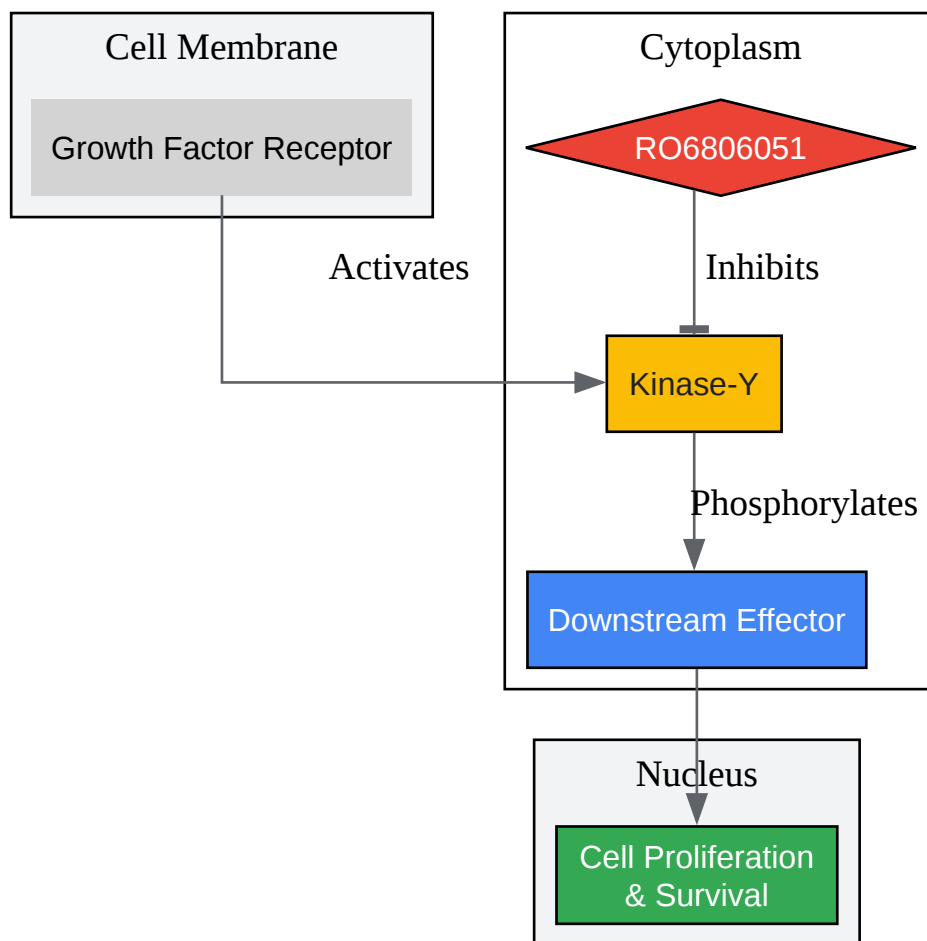 Cell Membrane
Growth Factor Receptor
Activates
Cytoplasm
RO6806051
Inhibits
Kinase-Y
Phosphorylates
Downstream Effector
Nucleus
Cell Proliferation
& Survival